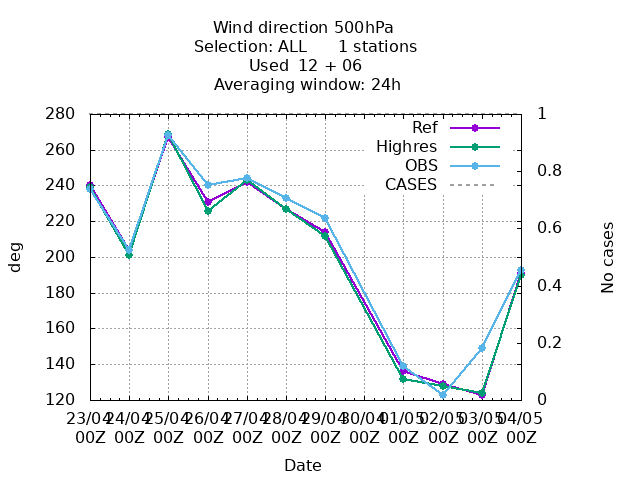 Wind direction 500hPa
Selection: ALL 1 stations
Used 12 + 06
Averaging window: 24h
280
260
240
220
200
180
160
140
120
deg
1
0.8
0.6
0.4
0.2
0
No cases
Ref
Highres
OBS
CASES
23/04 24/04 25/04 26/04 27/04 28/04 29/04 30/04 01/05 02/05 03/05 04/05
00Z 00Z 00Z 00Z 00Z 00Z 00Z 00Z 00Z 00Z 00Z 00Z
Date